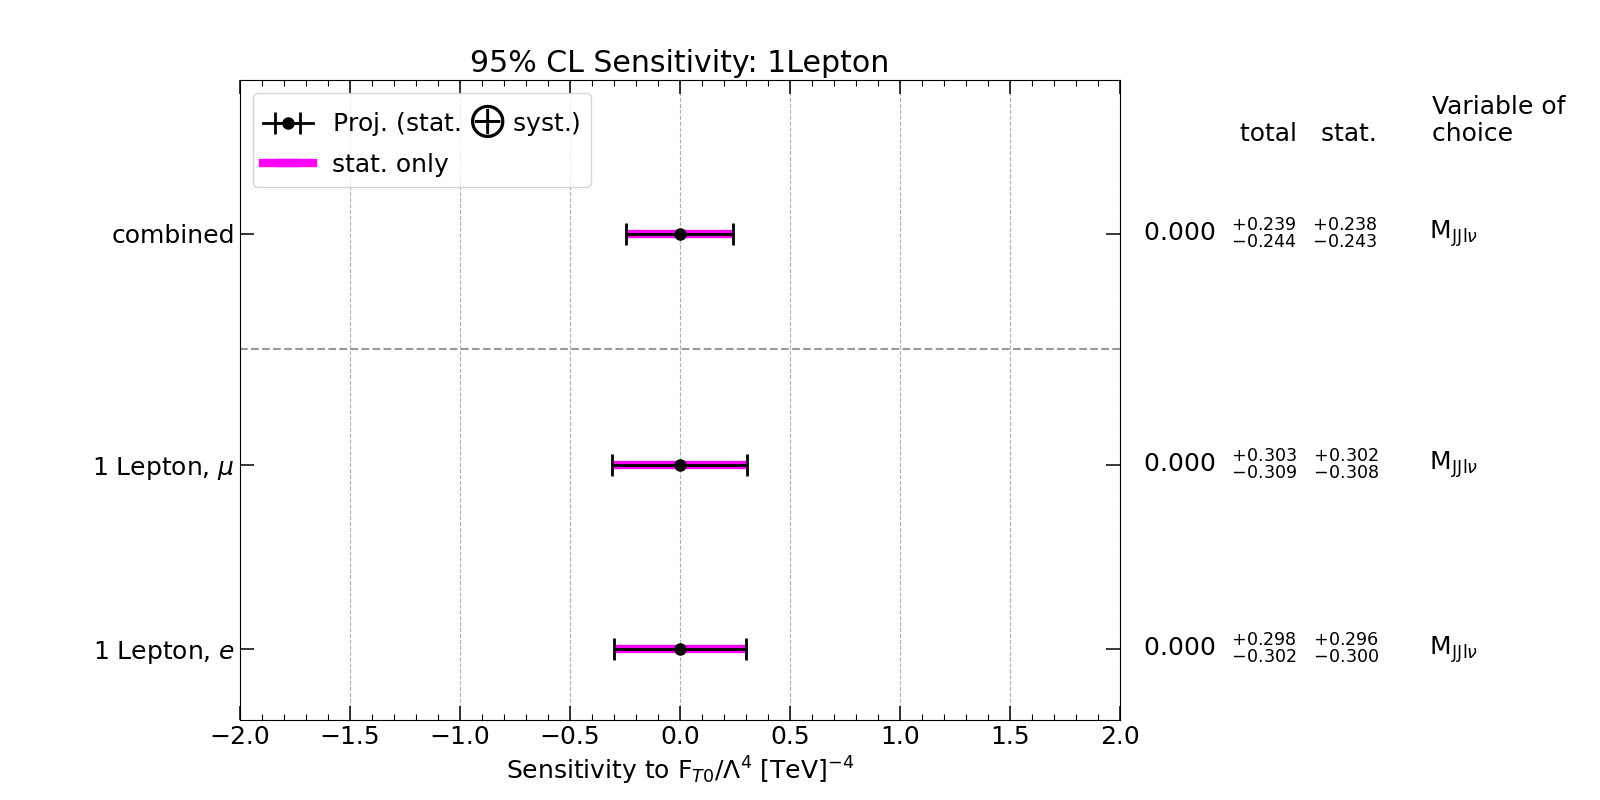 95% CL Sensitivity: 1Lepton
Proj. (stat. ⊕ syst.)
stat. only
total stat. Variable of
choice
combined 0.000 +0.239 −0.244 +0.238 −0.243 M_JJlν
1 Lepton, μ 0.000 +0.303 −0.309 +0.302 −0.308 M_JJlν
1 Lepton, e 0.000 +0.298 −0.302 +0.296 −0.300 M_JJlν
−2.0 −1.5 −1.0 −0.5 0.0 0.5 1.0 1.5 2.0
Sensitivity to F_T0/Λ^4 [TeV]^−4